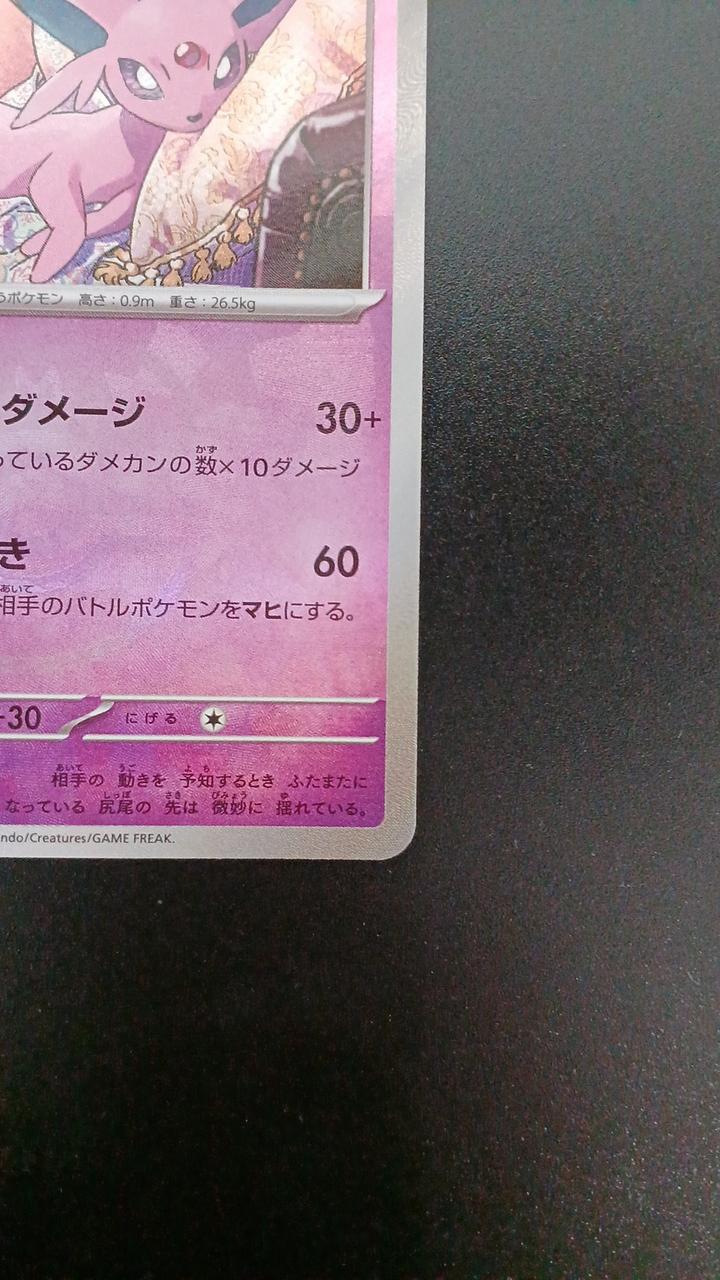 うポケモン 高さ：0.9m 重さ：26.5kg
ダメージ 30+
っているダメカンの数×10ダメージ
き 60
相手のバトルポケモンをマヒにする。
-30 にげる
相手の 動きを 予知するとき ふたまたに
なっている 尻尾の 先は 微妙に 揺れている。
ndo/Creatures/GAME FREAK.